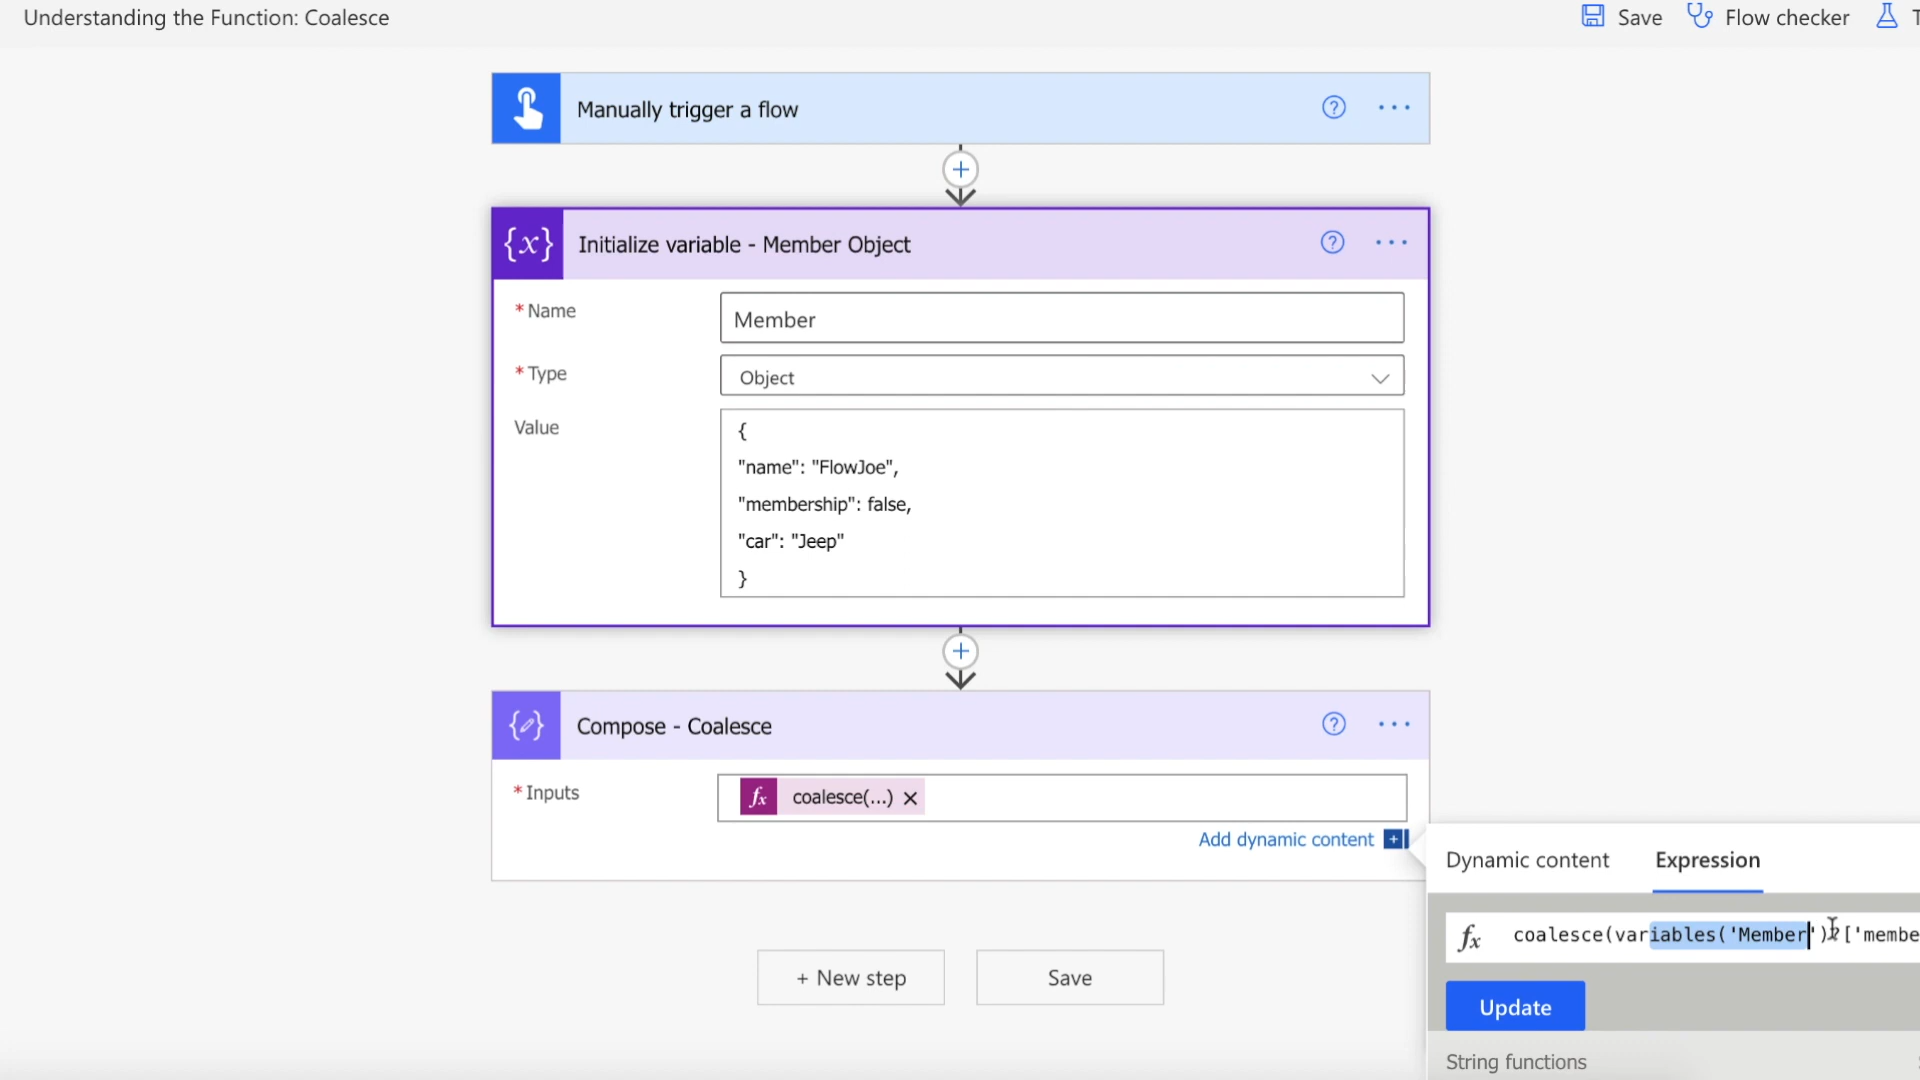 Understanding the Function: Coalesce
Save
Flow checker
T
Manually trigger a flow
{x} Initialize variable - Member Object
* Name
Member
* Type
Object
Value
{
"name": "FlowJoe",
"membership": false,
"car": "Jeep"
}
Compose - Coalesce
* Inputs
fx coalesce(...)
Add dynamic content
Dynamic content
Expression
fx coalesce(variables('Member')?['membe
Update
+ New step
Save
String functions